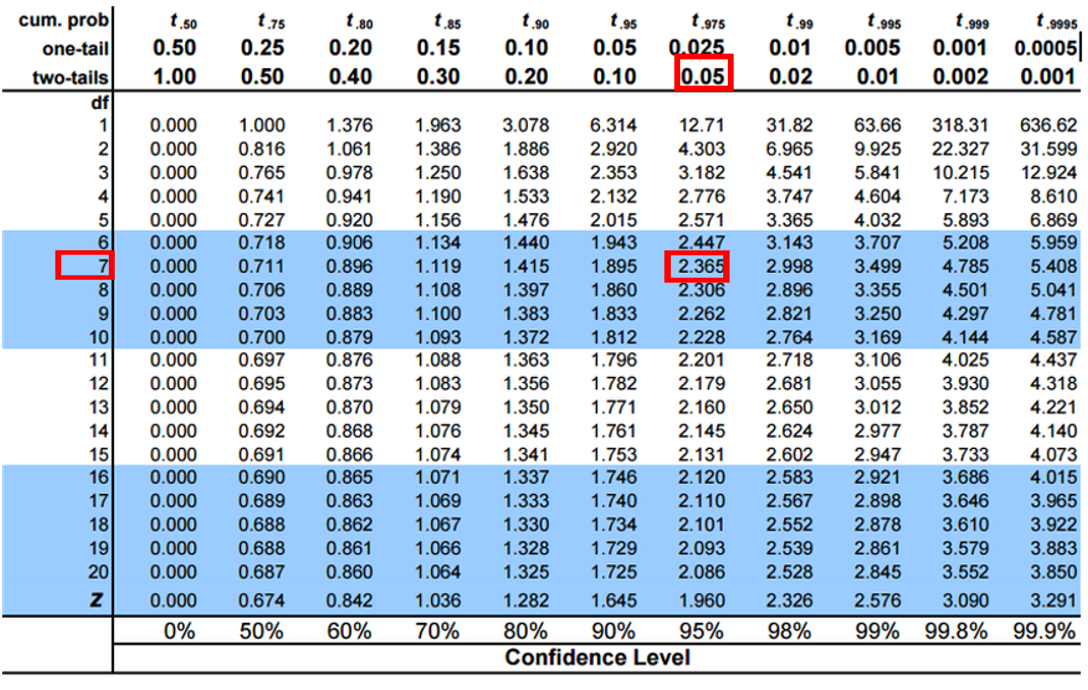 cum. prob t .50 t .75 t .80 t .85 t .90 t .95 t .975 t .99 t .995 t .999 t .9995
one-tail 0.50 0.25 0.20 0.15 0.10 0.05 0.025 0.01 0.005 0.001 0.0005
two-tails 1.00 0.50 0.40 0.30 0.20 0.10 0.05 0.02 0.01 0.002 0.001
df
1 0.000 1.000 1.376 1.963 3.078 6.314 12.71 31.82 63.66 318.31 636.62
2 0.000 0.816 1.061 1.386 1.886 2.920 4.303 6.965 9.925 22.327 31.599
3 0.000 0.765 0.978 1.250 1.638 2.353 3.182 4.541 5.841 10.215 12.924
4 0.000 0.741 0.941 1.190 1.533 2.132 2.776 3.747 4.604 7.173 8.610
5 0.000 0.727 0.920 1.156 1.476 2.015 2.571 3.365 4.032 5.893 6.869
6 0.000 0.718 0.906 1.134 1.440 1.943 2.447 3.143 3.707 5.208 5.959
7 0.000 0.711 0.896 1.119 1.415 1.895 2.365 2.998 3.499 4.785 5.408
8 0.000 0.706 0.889 1.108 1.397 1.860 2.306 2.896 3.355 4.501 5.041
9 0.000 0.703 0.883 1.100 1.383 1.833 2.262 2.821 3.250 4.297 4.781
10 0.000 0.700 0.879 1.093 1.372 1.812 2.228 2.764 3.169 4.144 4.587
11 0.000 0.697 0.876 1.088 1.363 1.796 2.201 2.718 3.106 4.025 4.437
12 0.000 0.695 0.873 1.083 1.356 1.782 2.179 2.681 3.055 3.930 4.318
13 0.000 0.694 0.870 1.079 1.350 1.771 2.160 2.650 3.012 3.852 4.221
14 0.000 0.692 0.868 1.076 1.345 1.761 2.145 2.624 2.977 3.787 4.140
15 0.000 0.691 0.866 1.074 1.341 1.753 2.131 2.602 2.947 3.733 4.073
16 0.000 0.690 0.865 1.071 1.337 1.746 2.120 2.583 2.921 3.686 4.015
17 0.000 0.689 0.863 1.069 1.333 1.740 2.110 2.567 2.898 3.646 3.965
18 0.000 0.688 0.862 1.067 1.330 1.734 2.101 2.552 2.878 3.610 3.922
19 0.000 0.688 0.861 1.066 1.328 1.729 2.093 2.539 2.861 3.579 3.883
20 0.000 0.687 0.860 1.064 1.325 1.725 2.086 2.528 2.845 3.552 3.850
z 0.000 0.674 0.842 1.036 1.282 1.645 1.960 2.326 2.576 3.090 3.291
0% 50% 60% 70% 80% 90% 95% 98% 99% 99.8% 99.9%
Confidence Level